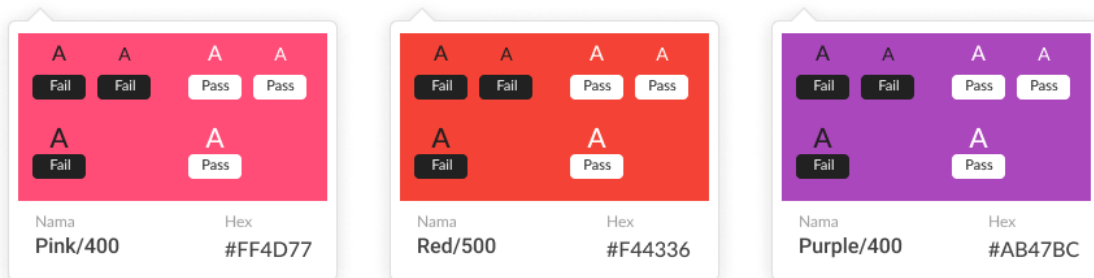 A A A A
Fail Fail Pass Pass
A A
Fail Pass
Nama Hex
Pink/400 #FF4D77
A A A A
Fail Fail Pass Pass
A A
Fail Pass
Nama Hex
Red/500 #F44336
A A A A
Fail Fail Pass Pass
A A
Fail Pass
Nama Hex
Purple/400 #AB47BC